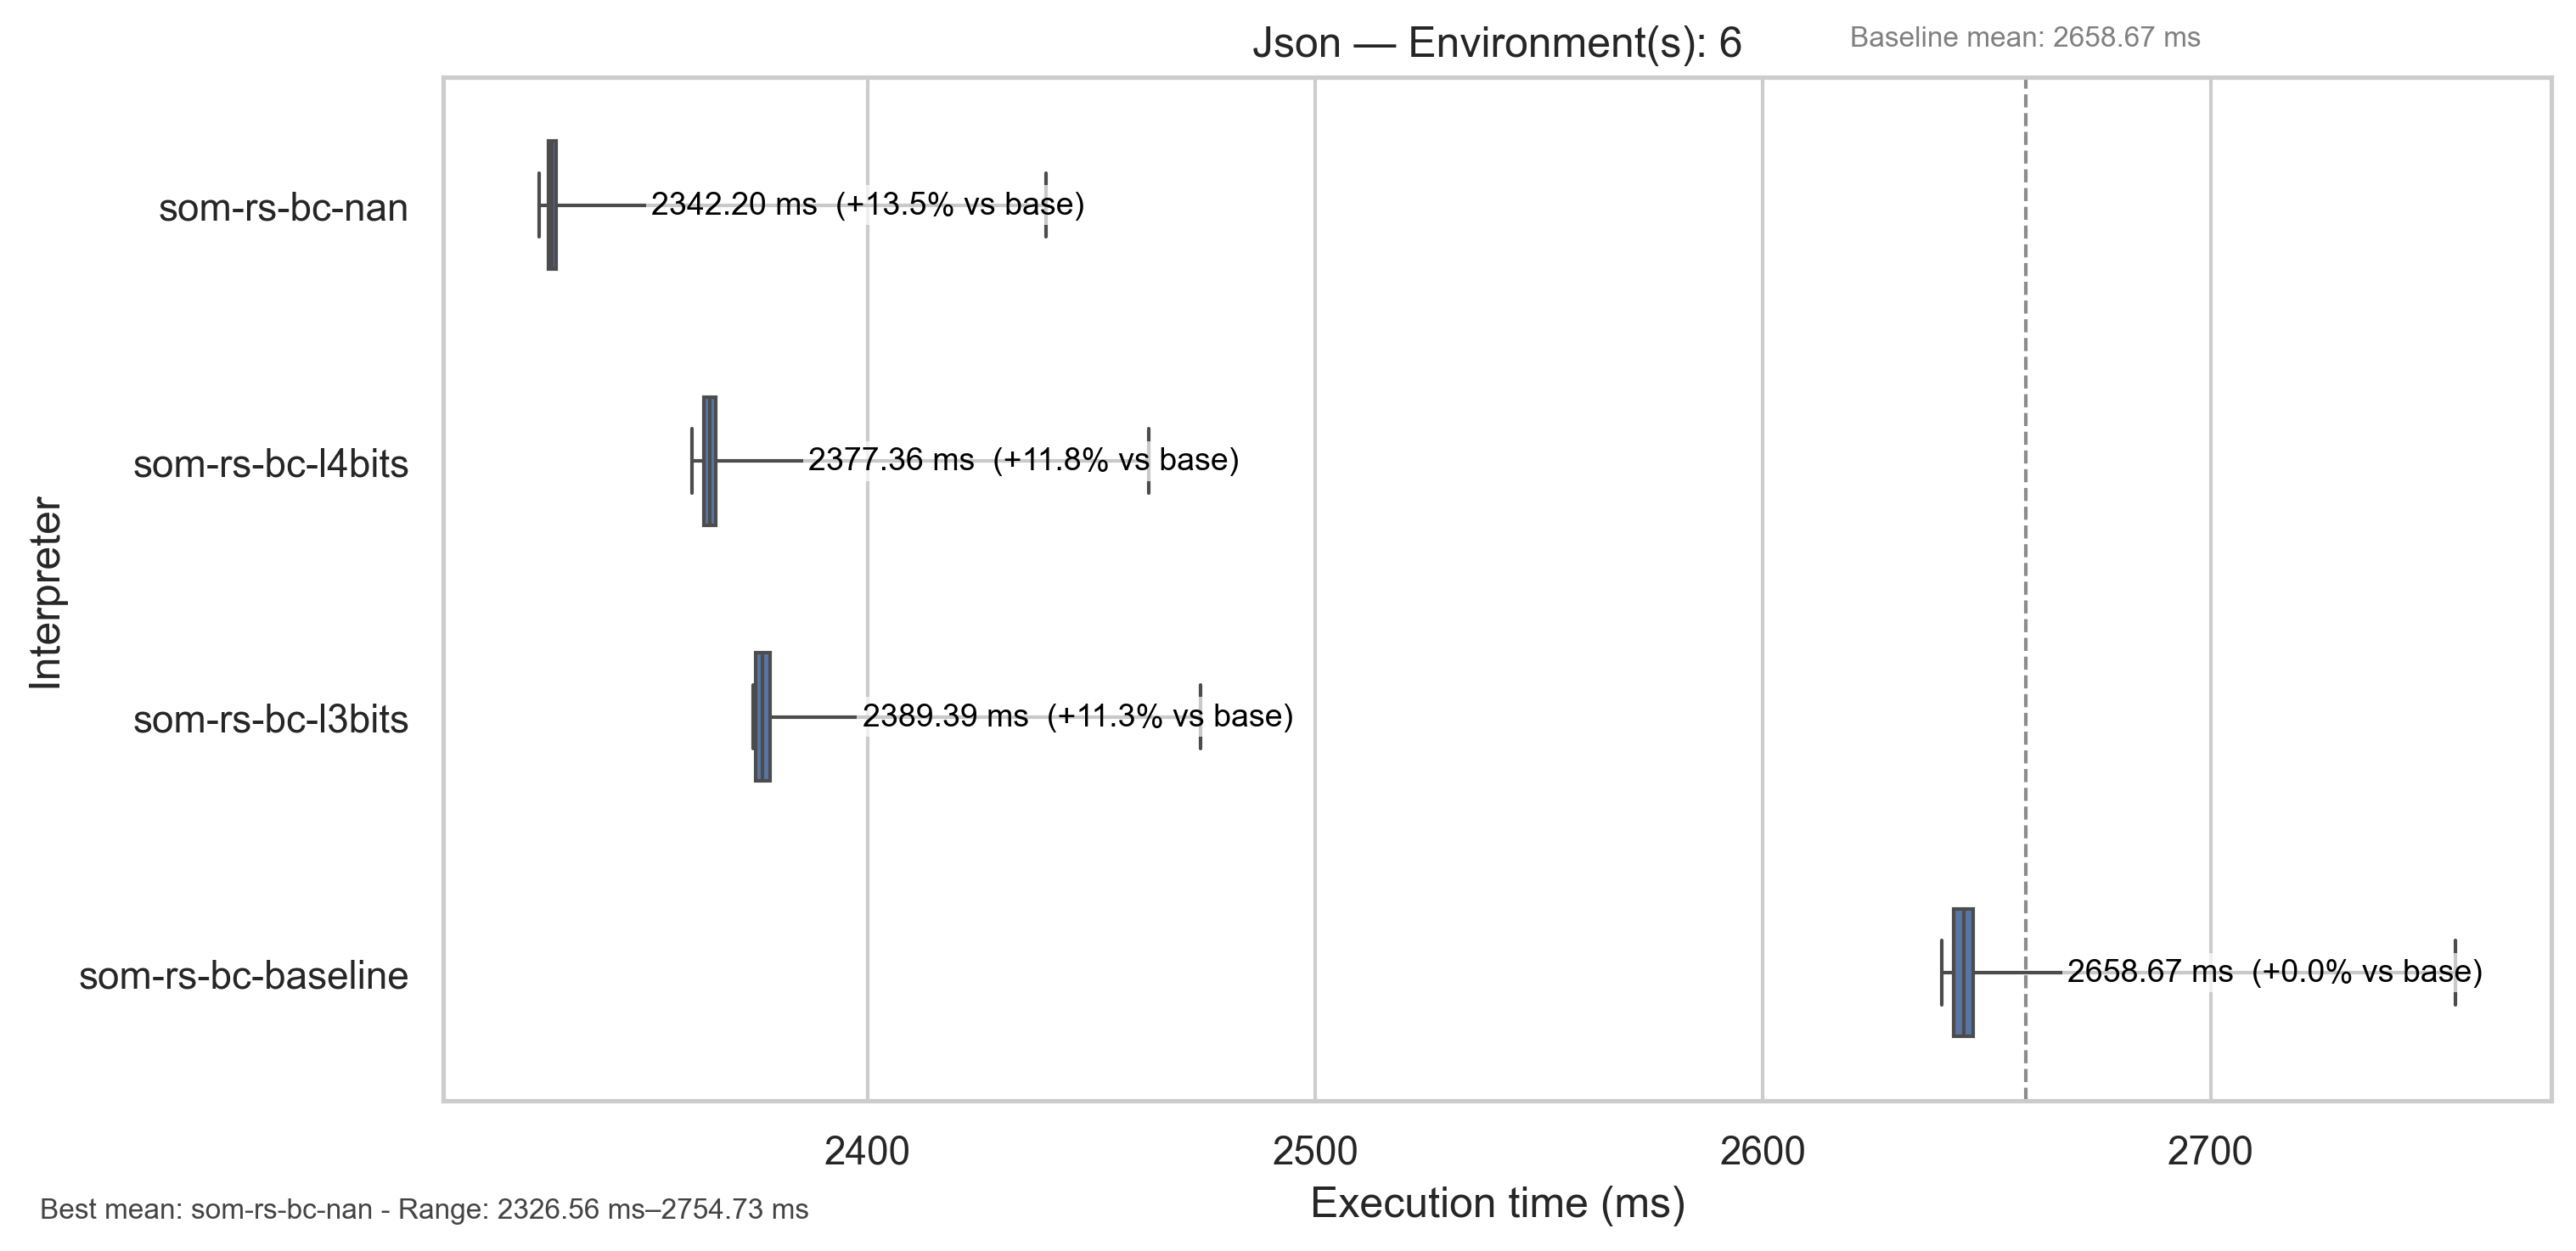 Json — Environment(s): 6
Baseline mean: 2658.67 ms
som-rs-bc-nan
2342.20 ms (+13.5% vs base)
som-rs-bc-l4bits
2377.36 ms (+11.8% vs base)
som-rs-bc-l3bits
2389.39 ms (+11.3% vs base)
som-rs-bc-baseline
2658.67 ms (+0.0% vs base)
Interpreter
2400 2500 2600 2700
Execution time (ms)
Best mean: som-rs-bc-nan - Range: 2326.56 ms–2754.73 ms